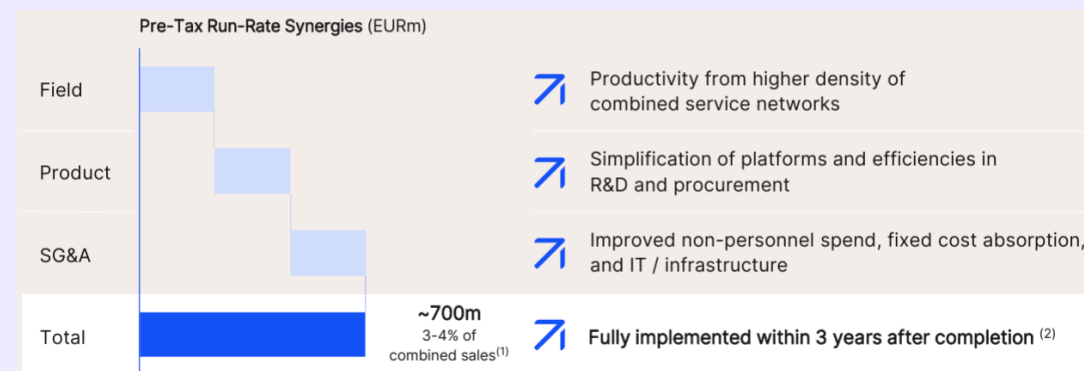 Pre-Tax Run-Rate Synergies (EURm)
Field
Productivity from higher density of
combined service networks
Product
Simplification of platforms and efficiencies in
R&D and procurement
SG&A
Improved non-personnel spend, fixed cost absorption,
and IT / infrastructure
Total
~700m
3-4% of
combined sales(1)
Fully implemented within 3 years after completion (2)